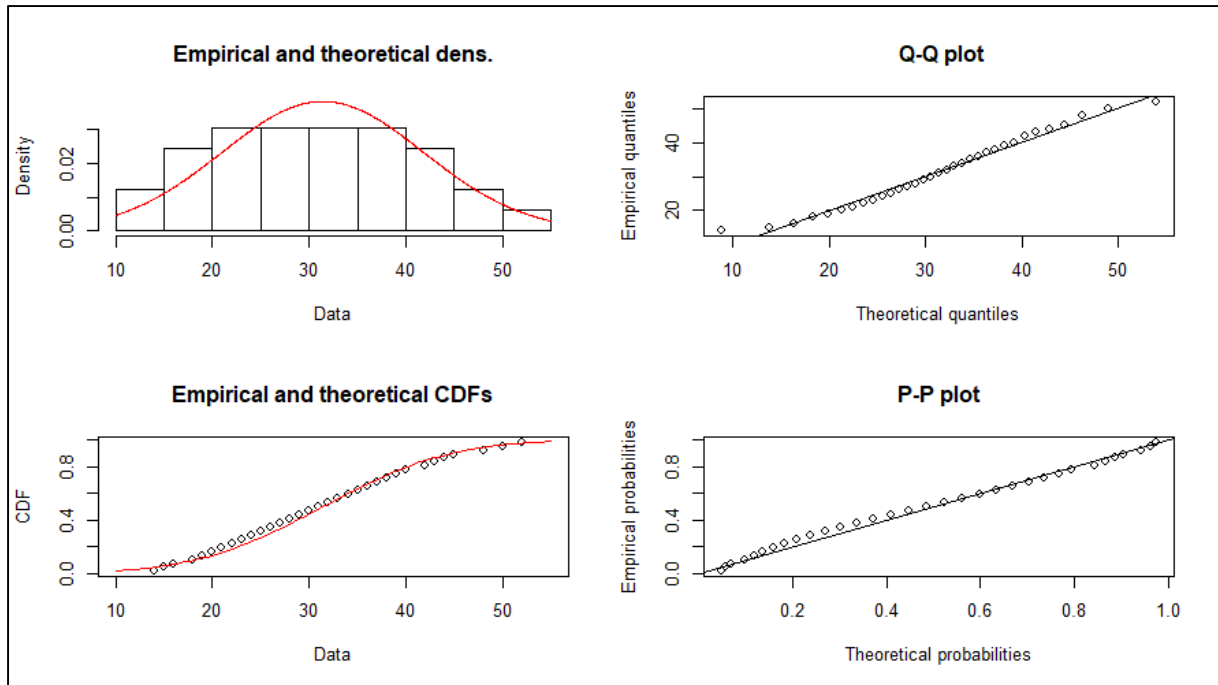 Empirical and theoretical dens.
Density
0.00
0.02
10 20 30 40 50
Data
Q-Q plot
Empirical quantiles
20
40
10 20 30 40 50
Theoretical quantiles
Empirical and theoretical CDFs
CDF
0.0
0.4
0.8
10 20 30 40 50
Data
P-P plot
Empirical probabilities
0.0
0.4
0.8
0.2 0.4 0.6 0.8 1.0
Theoretical probabilities